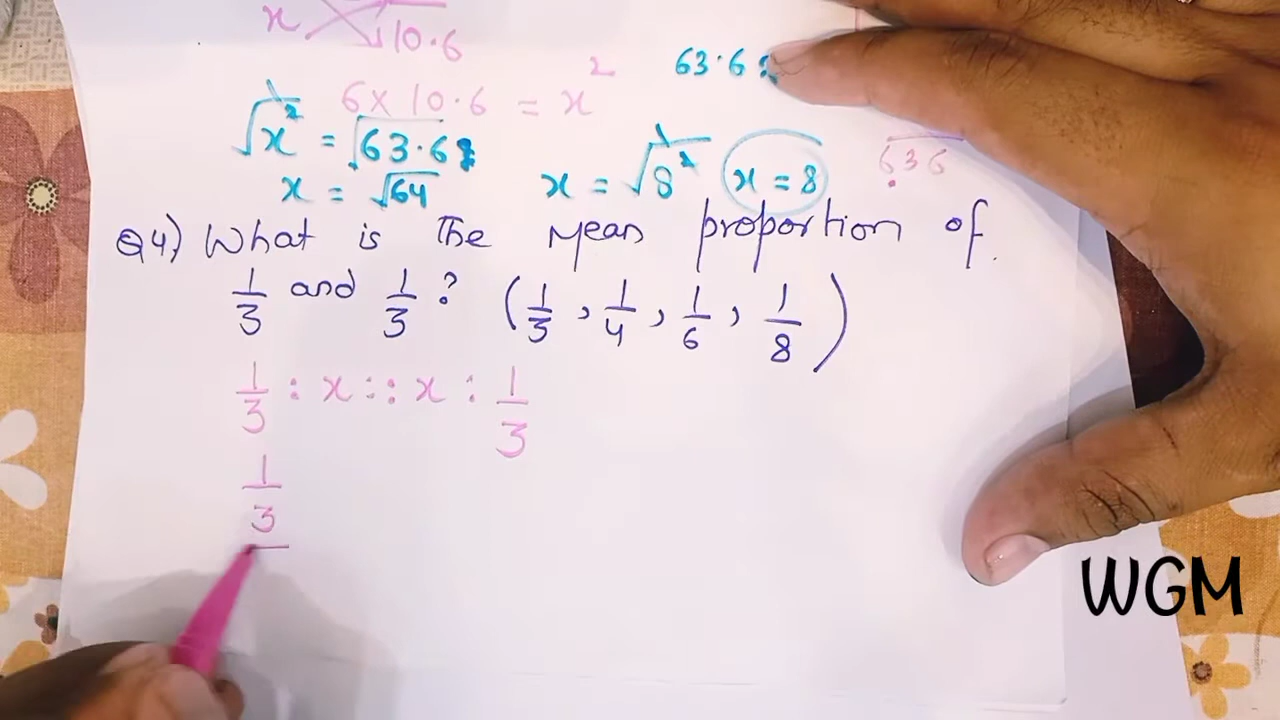 x 10.6
6 x 10.6 = x² 63.6
√x² = √63.6 636
x = √64 x = √8² x = 8
Q4) What is the Mean proportion of
1/3 and 1/3 ? (1/3, 1/4, 1/6, 1/8)
1/3 : x :: x : 1/3
1/3
WGM